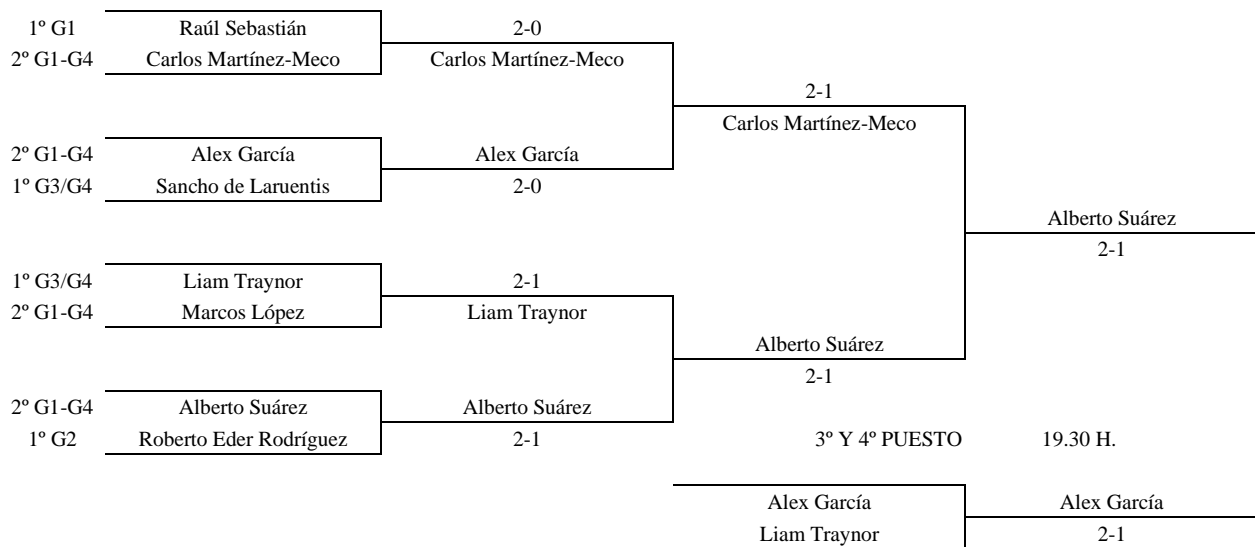 1º G1 Raúl Sebastián 2-0
2º G1-G4 Carlos Martínez-Meco Carlos Martínez-Meco
2-1
Carlos Martínez-Meco
2º G1-G4 Alex García Alex García
1º G3/G4 Sancho de Laruentis 2-0
Alberto Suárez
2-1
1º G3/G4 Liam Traynor 2-1
2º G1-G4 Marcos López Liam Traynor
Alberto Suárez
2-1
2º G1-G4 Alberto Suárez Alberto Suárez
1º G2 Roberto Eder Rodríguez 2-1 3º Y 4º PUESTO 19.30 H.
Alex García Alex García
Liam Traynor 2-1